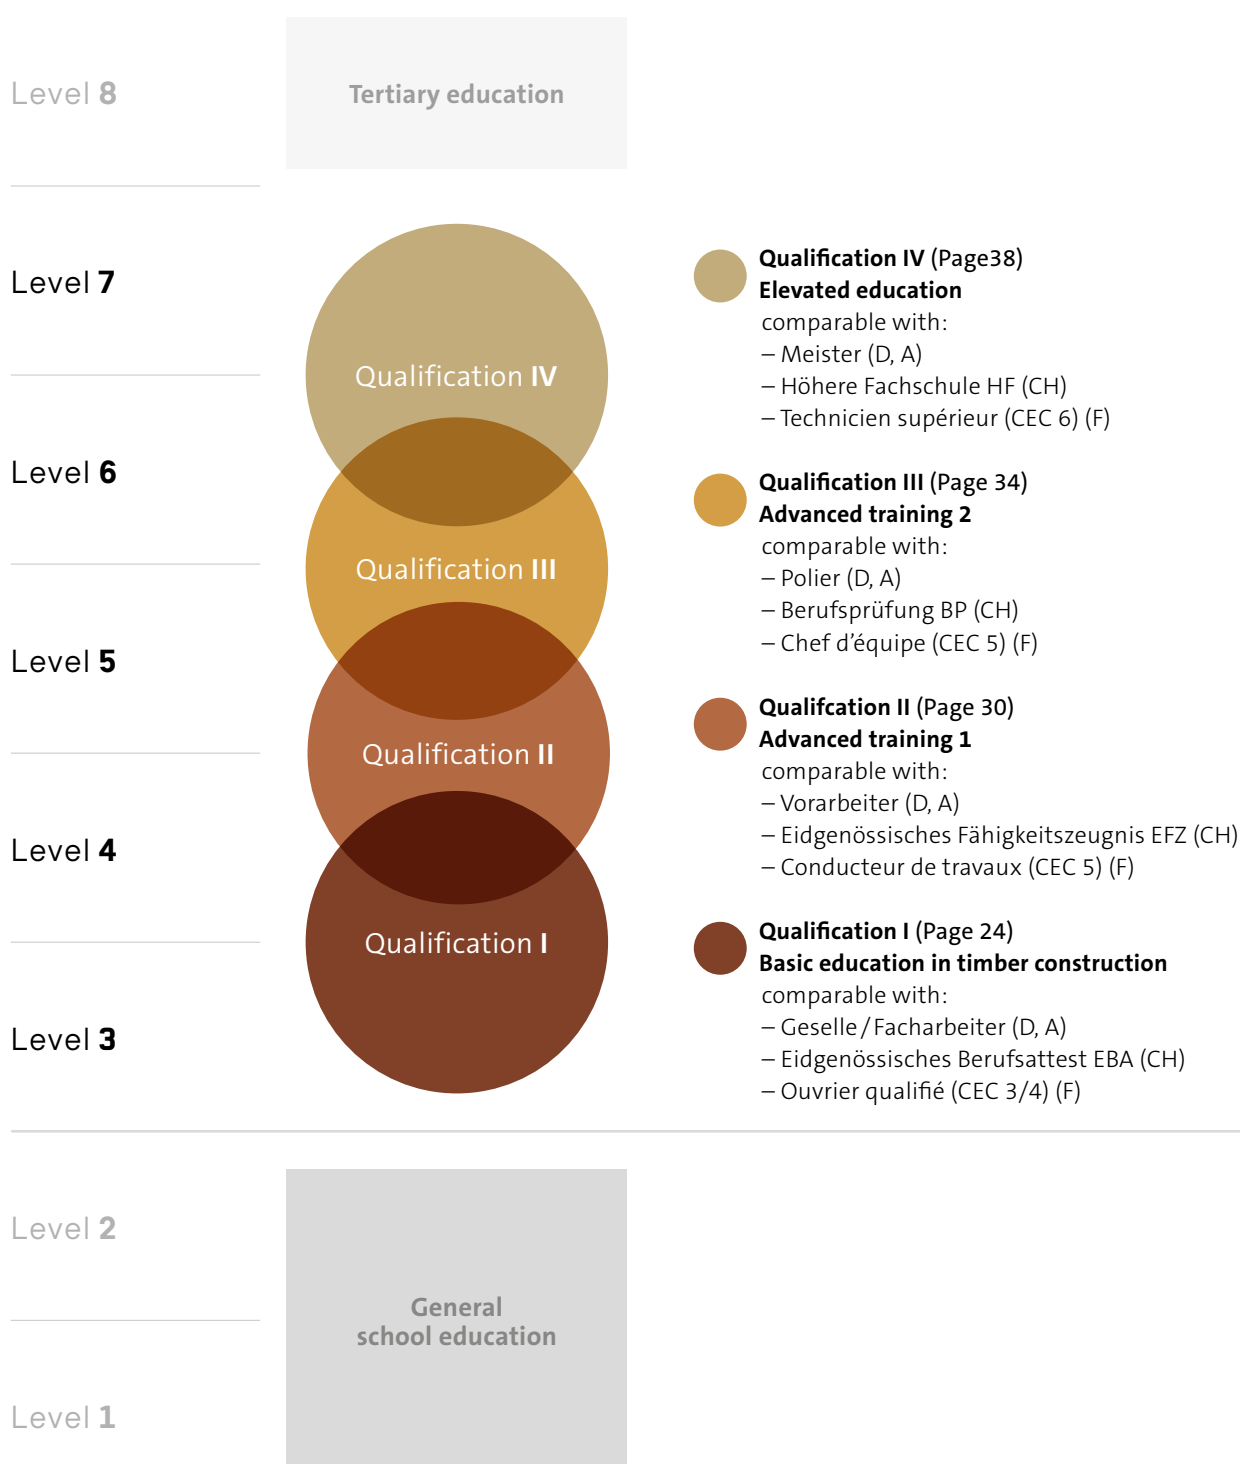 Level 8
Tertiary education
Level 7
Qualification IV
Level 6
Qualification III
Level 5
Qualification II
Level 4
Qualification I
Level 3
Qualification IV (Page38)
Elevated education
comparable with:
– Meister (D, A)
– Höhere Fachschule HF (CH)
– Technicien supérieur (CEC 6) (F)
Qualification III (Page 34)
Advanced training 2
comparable with:
– Polier (D, A)
– Berufsprüfung BP (CH)
– Chef d’équipe (CEC 5) (F)
Qualifcation II (Page 30)
Advanced training 1
comparable with:
– Vorarbeiter (D, A)
– Eidgenössisches Fähigkeitszeugnis EFZ (CH)
– Conducteur de travaux (CEC 5) (F)
Qualification I (Page 24)
Basic education in timber construction
comparable with:
– Geselle/Facharbeiter (D, A)
– Eidgenössisches Berufsattest EBA (CH)
– Ouvrier qualifié (CEC 3/4) (F)
Level 2
General
school education
Level 1